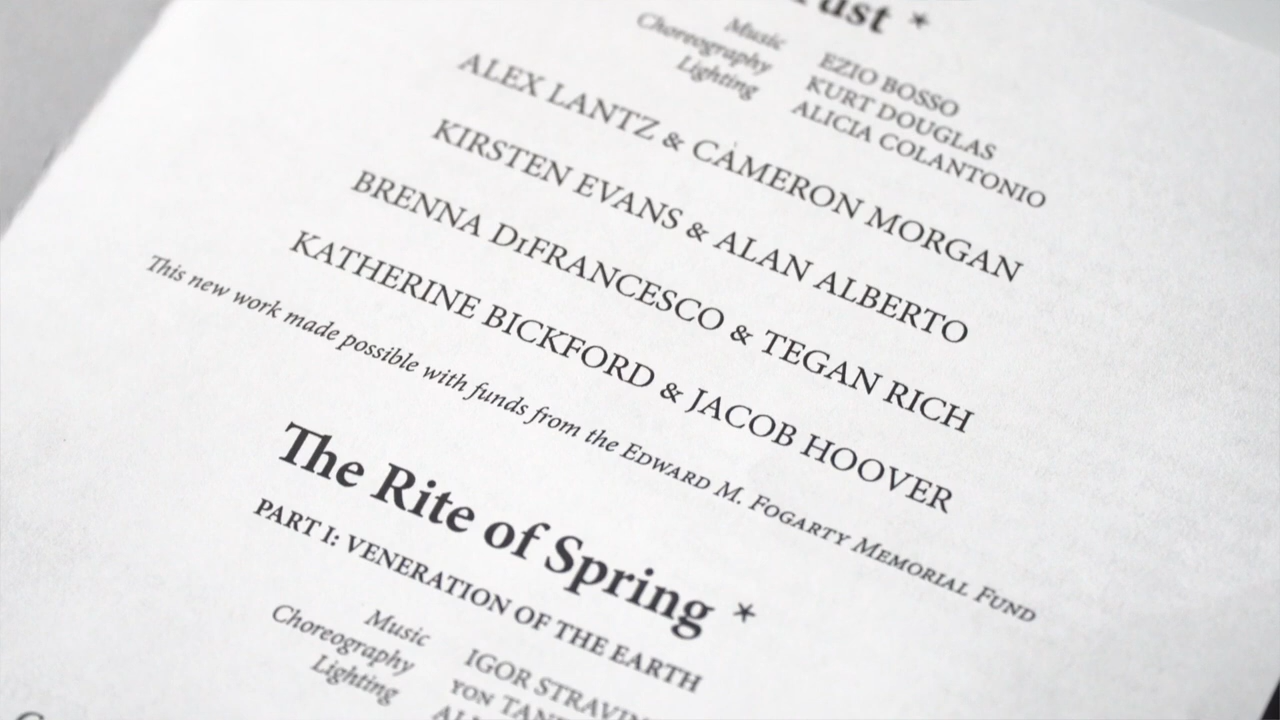 Music EZIO BOSSO
Choreography KURT DOUGLAS
Lighting ALICIA COLANTONIO
ALEX LANTZ & CAMERON MORGAN
KIRSTEN EVANS & ALAN ALBERTO
BRENNA DIFRANCESCO & TEGAN RICH
KATHERINE BICKFORD & JACOB HOOVER
This new work made possible with funds from the EDWARD M. FOGARTY MEMORIAL FUND
The Rite of Spring *
PART I: VENERATION OF THE EARTH
Music IGOR
Choreography YON
Lighting